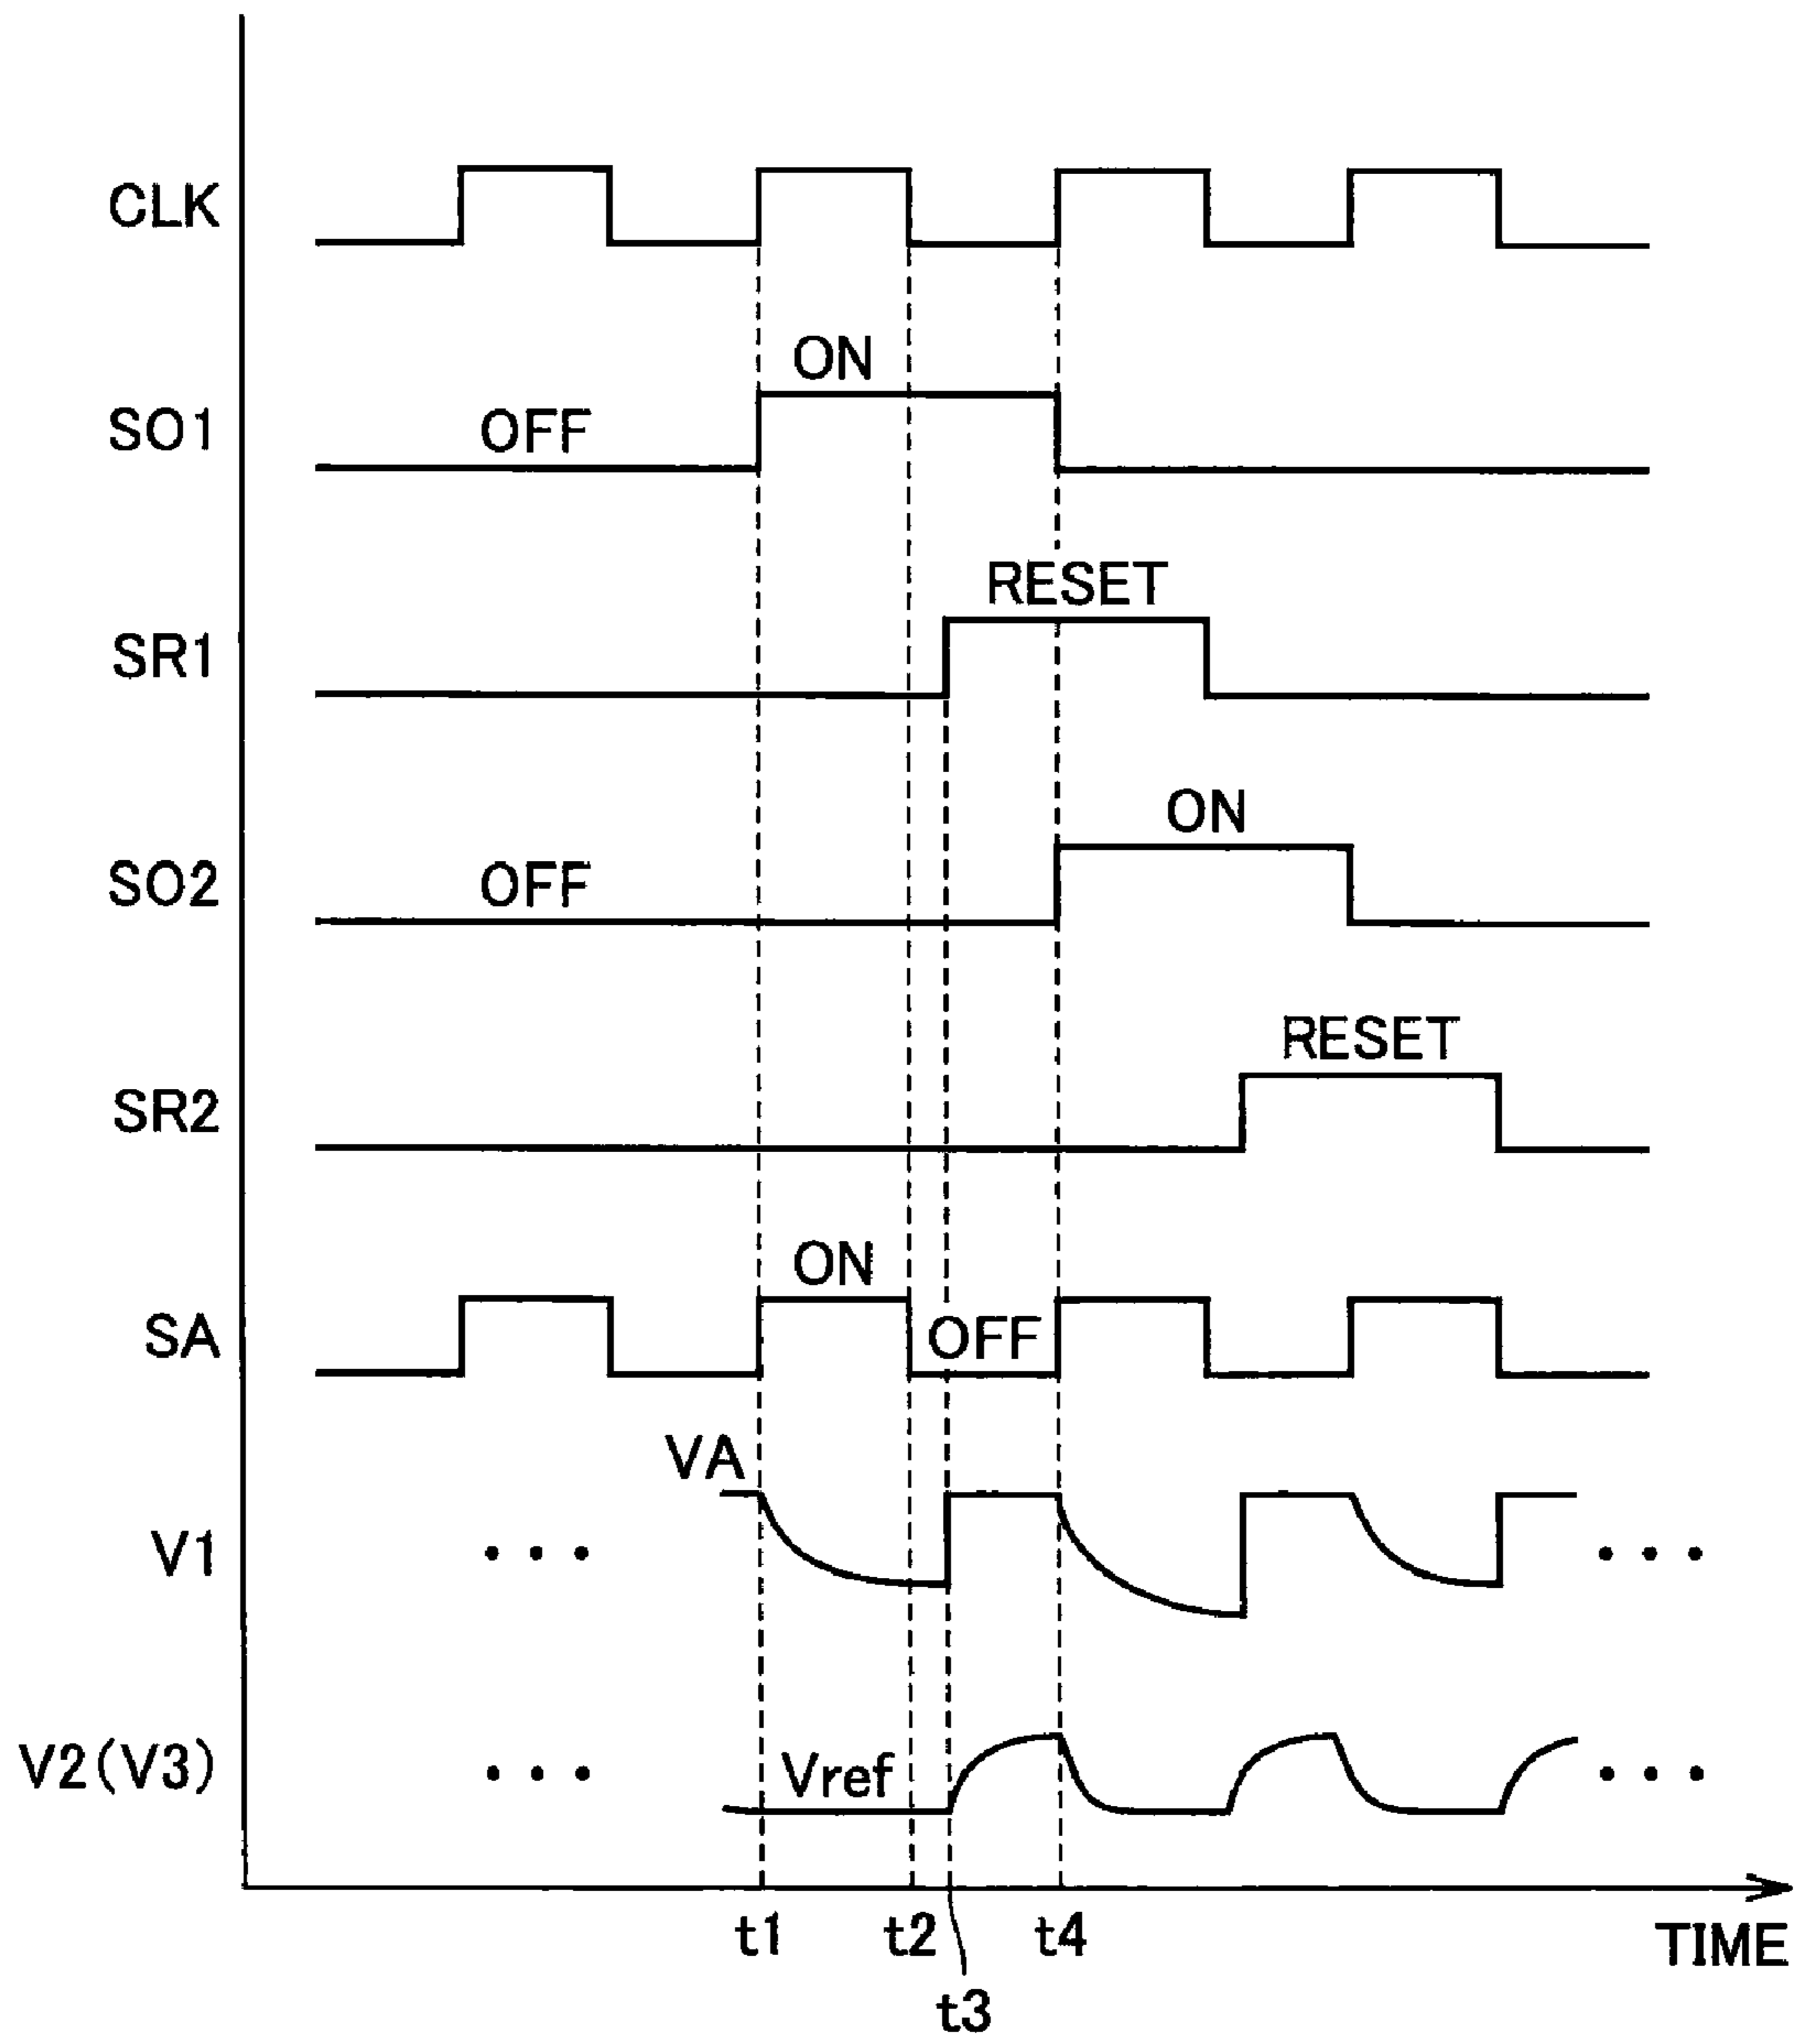 CLK
ON
SO1 OFF
RESET
SR1
ON
SO2 OFF
RESET
SR2
ON
SA OFF
VA
V1 ... ...
V2(V3) ... Vref ...
t1 t2 t4
TIME
t3